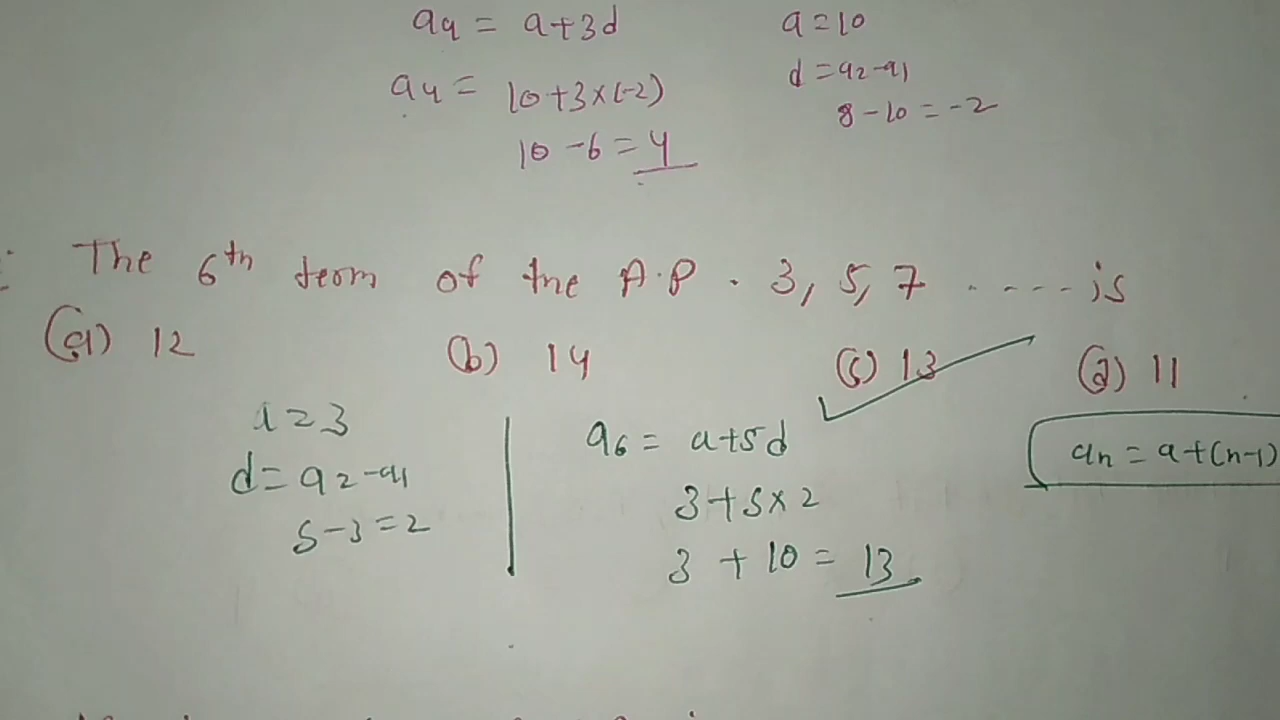 a4 = a+3d
a=10
a4 = 10+3×(-2)
d = a2-a1
8-10 = -2
10-6 = 4
The 6th term of the A.P. 3, 5, 7 .....is
(a) 12 (b) 14 (c) 13 (d) 11
a=3
d= a2-a1
5-3=2
a6 = a+5d
3+5×2
3+10 = 13
an = a+(n-1)